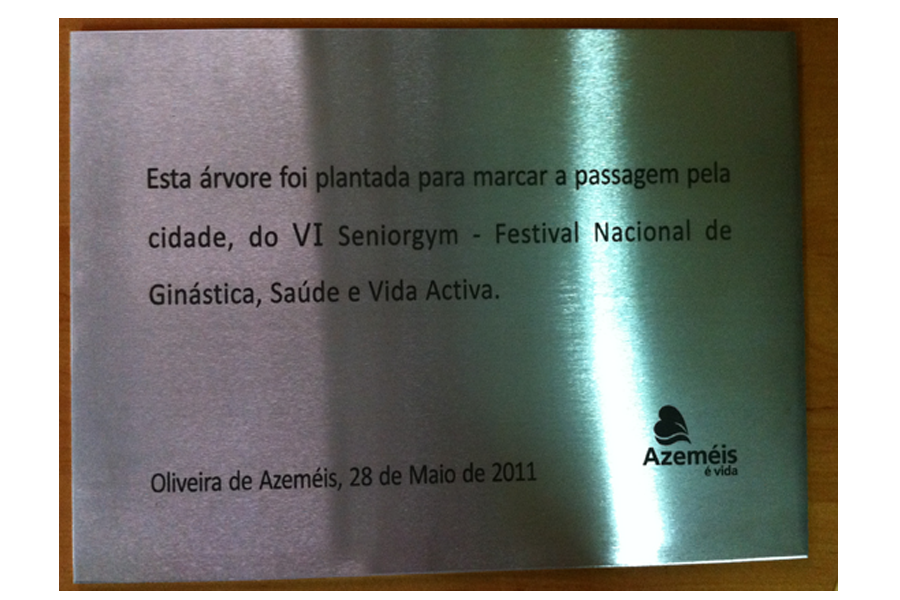 Esta árvore foi plantada para marcar a passagem pela
cidade, do VI Seniorgym - Festival Nacional de
Ginástica, Saúde e Vida Activa.
Azeméis
é vida
Oliveira de Azeméis, 28 de Maio de 2011